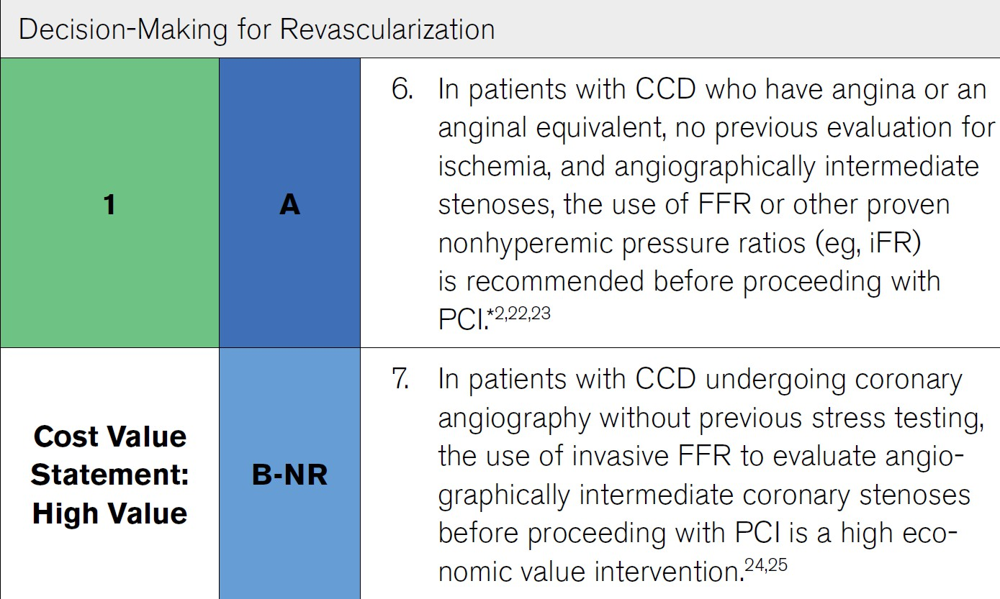 Decision-Making for Revascularization
1
A
6. In patients with CCD who have angina or an
anginal equivalent, no previous evaluation for
ischemia, and angiographically intermediate
stenoses, the use of FFR or other proven
nonhyperemic pressure ratios (eg, iFR)
is recommended before proceeding with
PCI.*2,22,23
Cost Value
Statement:
High Value
B-NR
7. In patients with CCD undergoing coronary
angiography without previous stress testing,
the use of invasive FFR to evaluate angio-
graphically intermediate coronary stenoses
before proceeding with PCI is a high eco-
nomic value intervention.24,25